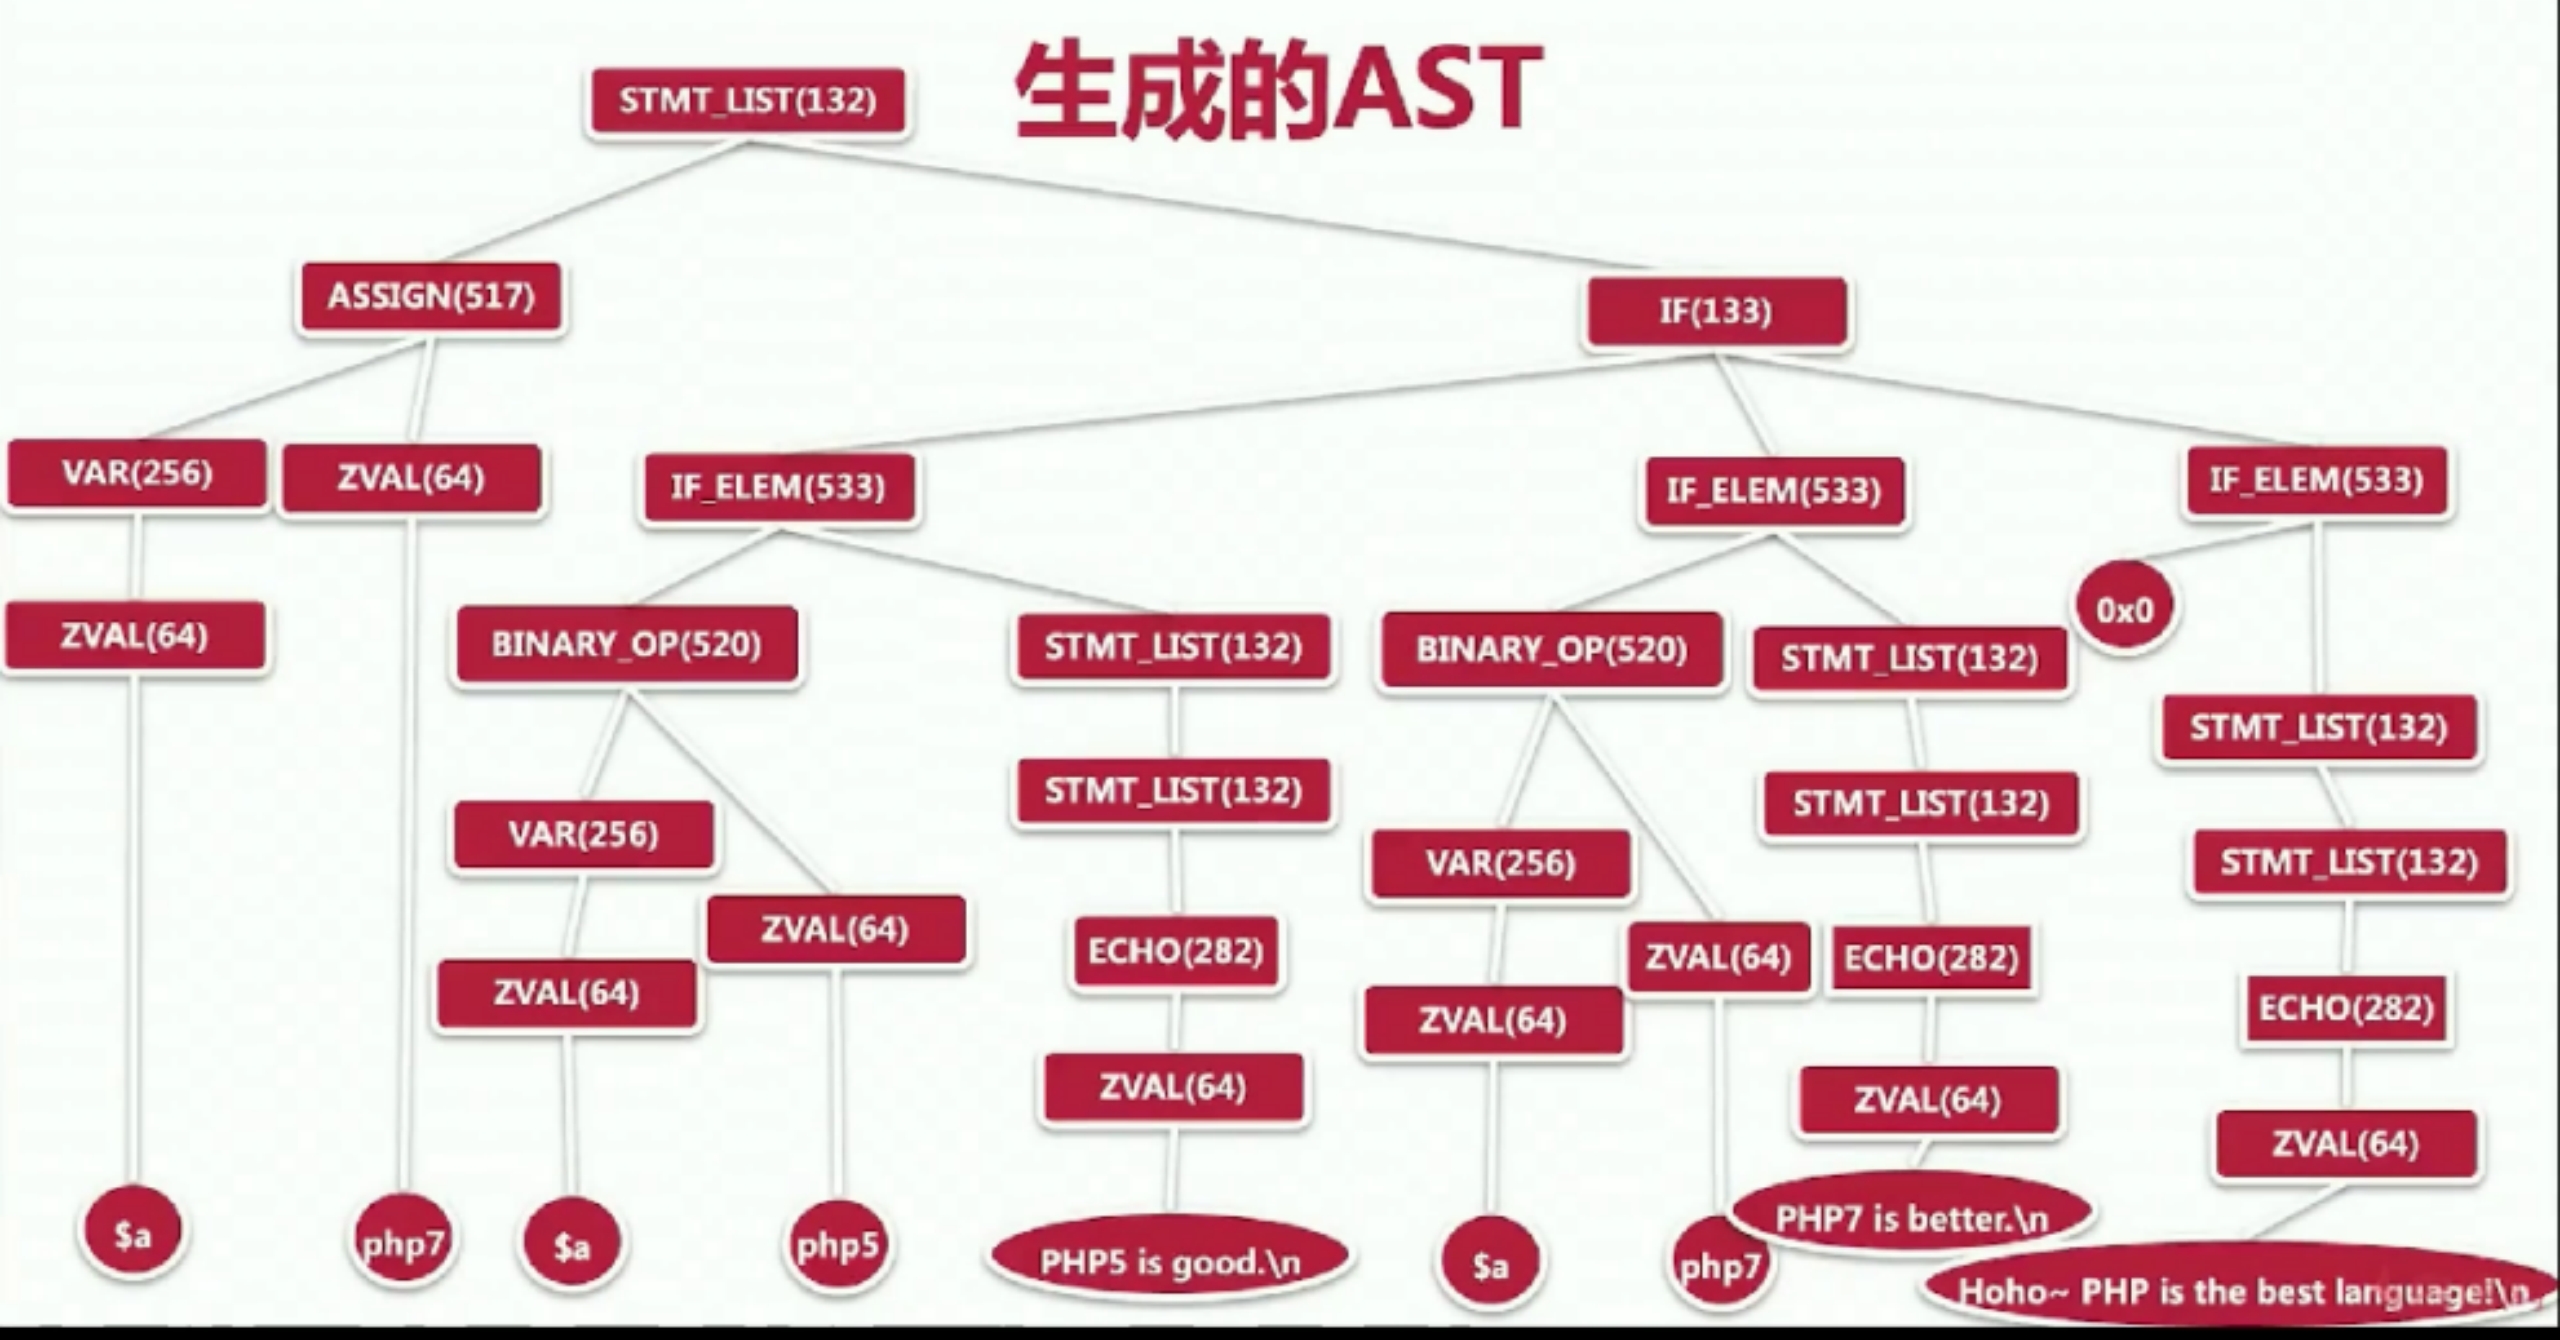 生成的AST
STMT_LIST(132)
ASSIGN(517)
IF(133)
VAR(256)
ZVAL(64)
IF_ELEM(533)
IF_ELEM(533)
IF_ELEM(533)
ZVAL(64)
BINARY_OP(520)
STMT_LIST(132)
BINARY_OP(520)
STMT_LIST(132)
0x0
STMT_LIST(132)
STMT_LIST(132)
STMT_LIST(132)
VAR(256)
VAR(256)
STMT_LIST(132)
ZVAL(64)
ECHO(282)
ZVAL(64)
ECHO(282)
ZVAL(64)
ZVAL(64)
ECHO(282)
ZVAL(64)
ZVAL(64)
ZVAL(64)
$a
php7
$a
php5
PHP5 is good.\n
$a
php7
PHP7 is better.\n
Hoho~ PHP is the best language!\n